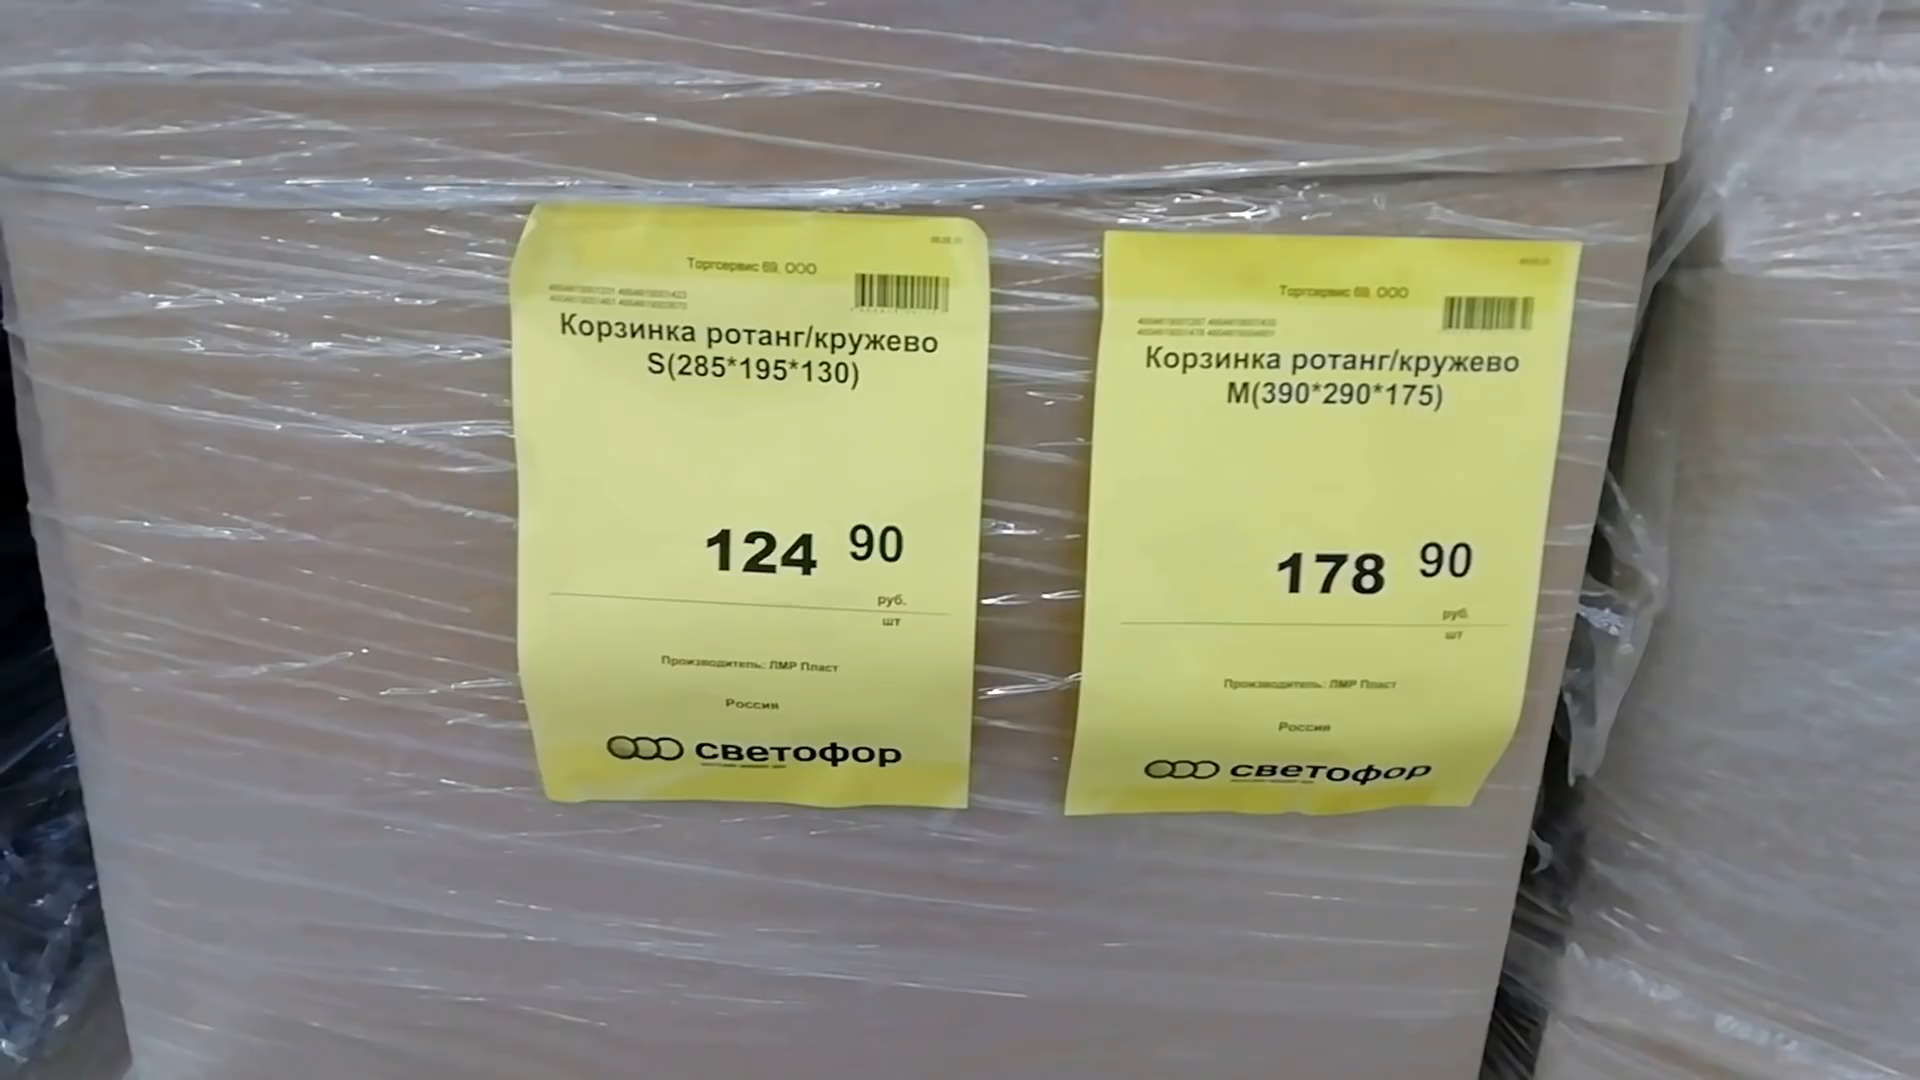 Торгсервис 69, ООО
Корзинка ротанг/кружево
S(285*195*130)
124 90
руб.
шт
Производитель: ЛМР Пласт
Россия
светофор
Торгсервис 69, ООО
Корзинка ротанг/кружево
M(390*290*175)
178 90
руб.
шт
Производитель: ЛМР Пласт
Россия
светофор